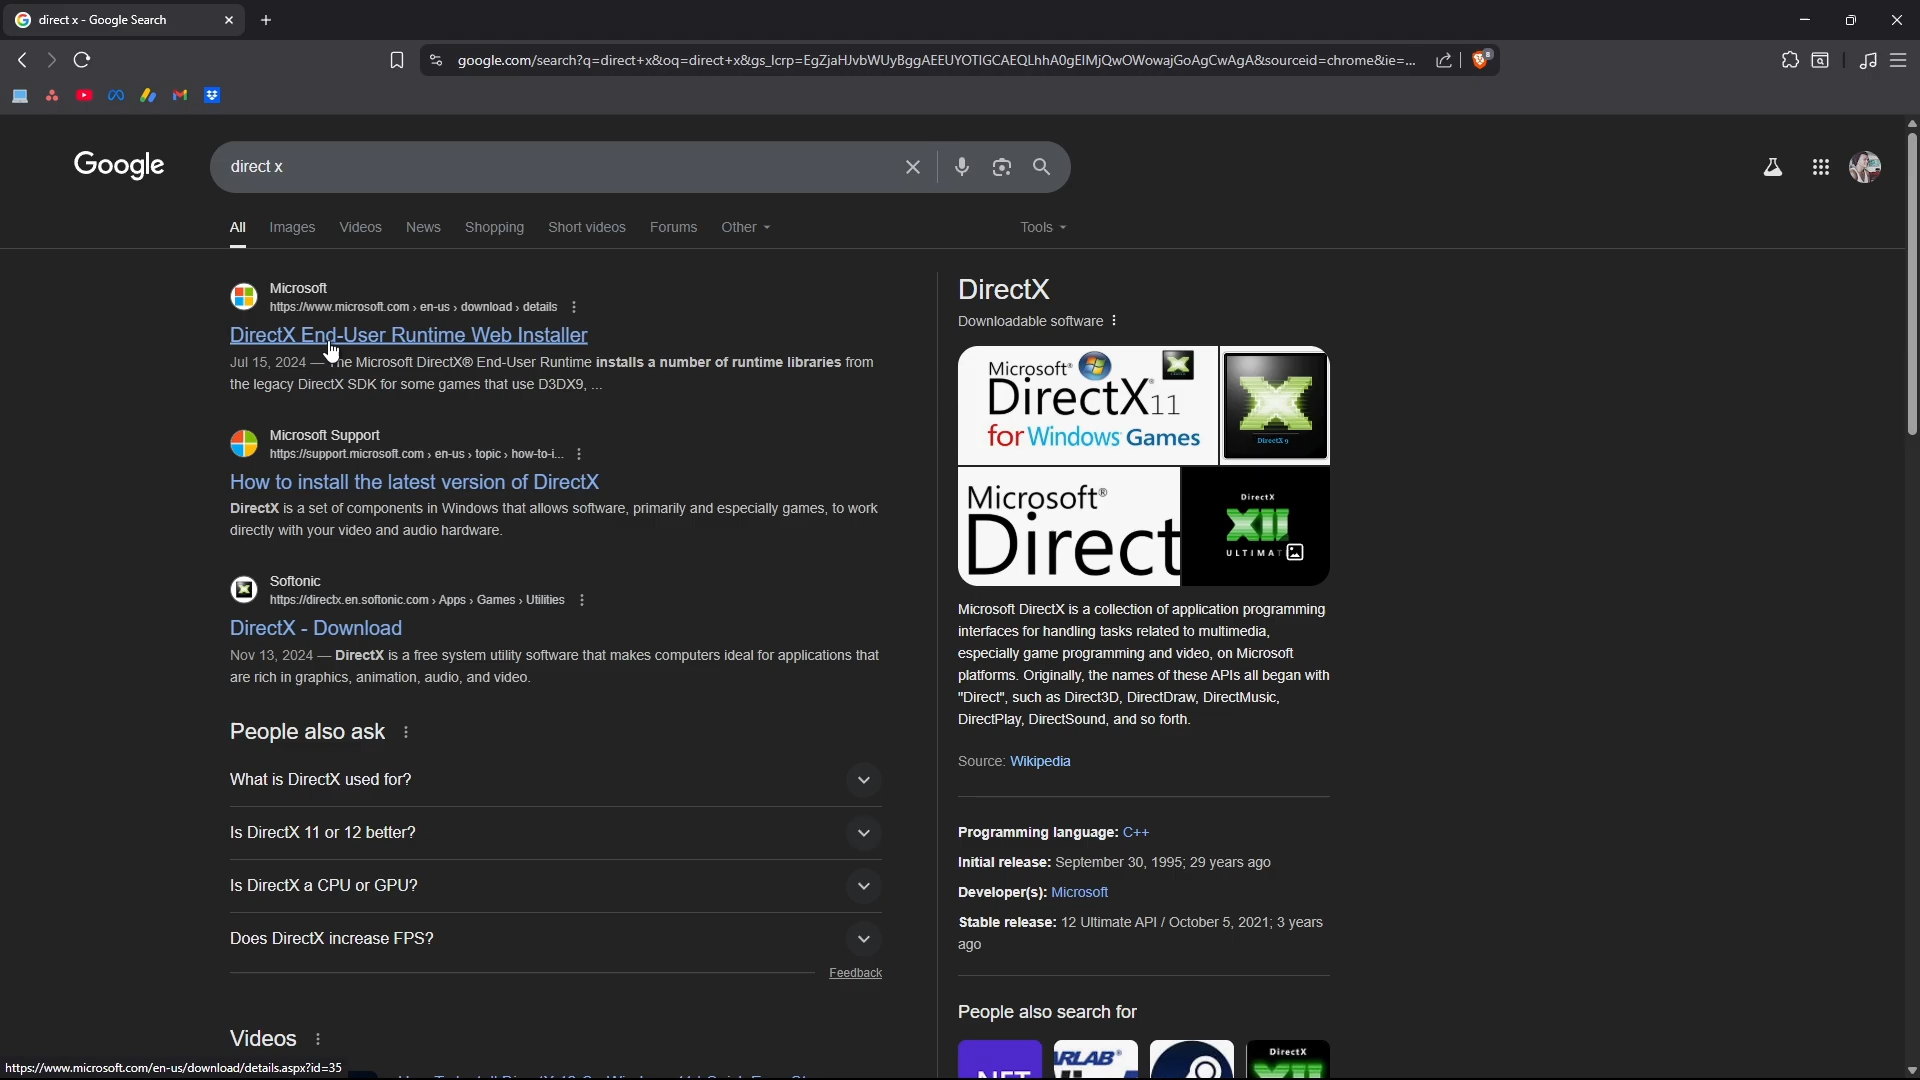 direct x - Google Search
google.com/search?q=direct+x&oq=direct+x&gs_lcrp=EgZjaHJvbWUyBggAEEUYOTIGCAEQLhhA0gEIMjQwOWowajGoAgCwAgA&sourceid=chrome&ie=...
8
Google
direct x
All Images Videos News Shopping Short videos Forums Other Tools
Microsoft
https://www.microsoft.com › en-us › download › details
DirectX End-User Runtime Web Installer
Jul 15, 2024 — The Microsoft DirectX® End-User Runtime installs a number of runtime libraries from
the legacy DirectX SDK for some games that use D3DX9, ...
Microsoft Support
https://support.microsoft.com › en-us › topic › how-to-i...
How to install the latest version of DirectX
DirectX is a set of components in Windows that allows software, primarily and especially games, to work
directly with your video and audio hardware.
Softonic
https://directx.en.softonic.com › Apps › Games › Utilities
DirectX - Download
Nov 13, 2024 — DirectX is a free system utility software that makes computers ideal for applications that
are rich in graphics, animation, audio, and video.
People also ask
What is DirectX used for?
Is DirectX 11 or 12 better?
Is DirectX a CPU or GPU?
Does DirectX increase FPS?
Feedback
Videos
https://www.microsoft.com/en-us/download/details.aspx?id=35
DirectX
Downloadable software
Microsoft®
DirectX 11
for Windows Games
DirectX 9
Microsoft®
Direct
DirectX
XII
ULTIMAT
Microsoft DirectX is a collection of application programming
interfaces for handling tasks related to multimedia,
especially game programming and video, on Microsoft
platforms. Originally, the names of these APIs all began with
"Direct", such as Direct3D, DirectDraw, DirectMusic,
DirectPlay, DirectSound, and so forth.
Source: Wikipedia
Programming language: C++
Initial release: September 30, 1995; 29 years ago
Developer(s): Microsoft
Stable release: 12 Ultimate API / October 5, 2021; 3 years
ago
People also search for
.NET
ARLAB
DirectX